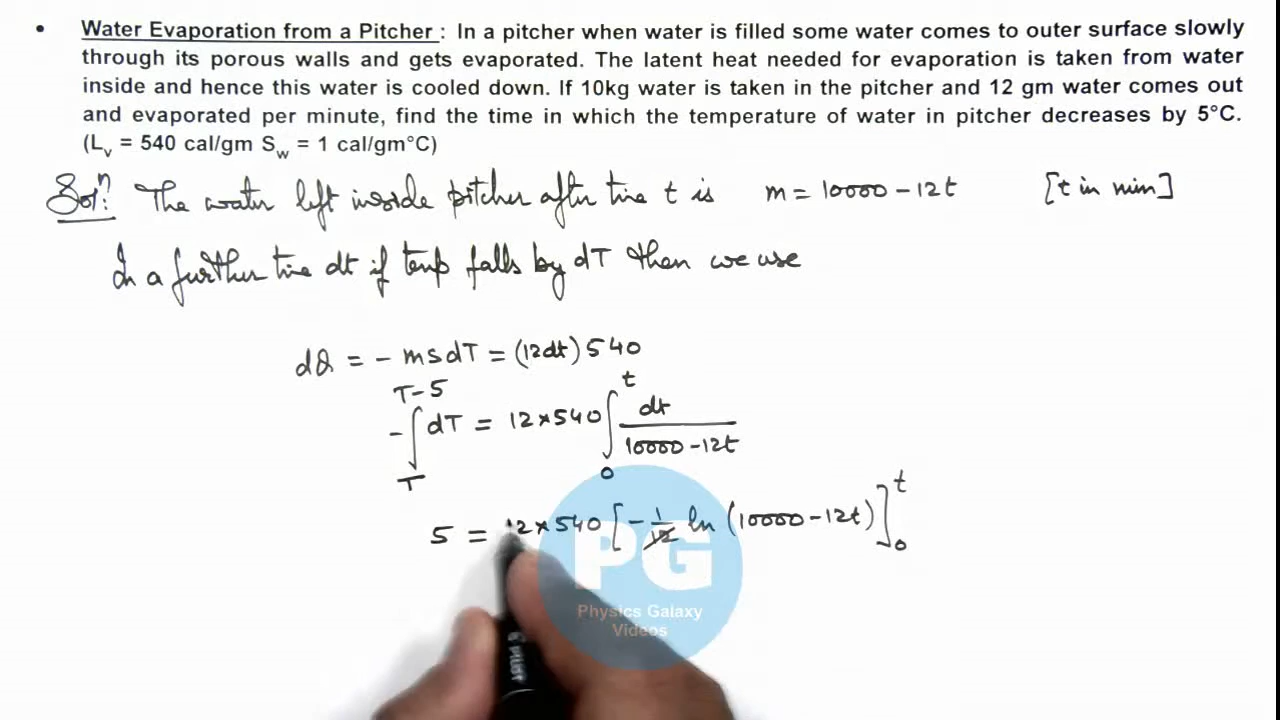 • Water Evaporation from a Pitcher : In a pitcher when water is filled some water comes to outer surface slowly
through its porous walls and gets evaporated. The latent heat needed for evaporation is taken from water
inside and hence this water is cooled down. If 10kg water is taken in the pitcher and 12 gm water comes out
and evaporated per minute, find the time in which the temperature of water in pitcher decreases by 5°C.
(Lv = 540 cal/gm Sw = 1 cal/gm°C)
Solⁿ: The water left inside pitcher after time t is m = 10000 - 12t [t in min]
In a further time dt if temp falls by dT then we use
dQ = - msdT = (12dt) 540
- ∫_T^{T-5} dT = 12×540 ∫_0^t dt / (10000 - 12t)
5 = 12×540 [ - 1/12 ln (10000 - 12t) ]_0^t
PG
Physics Galaxy
Videos